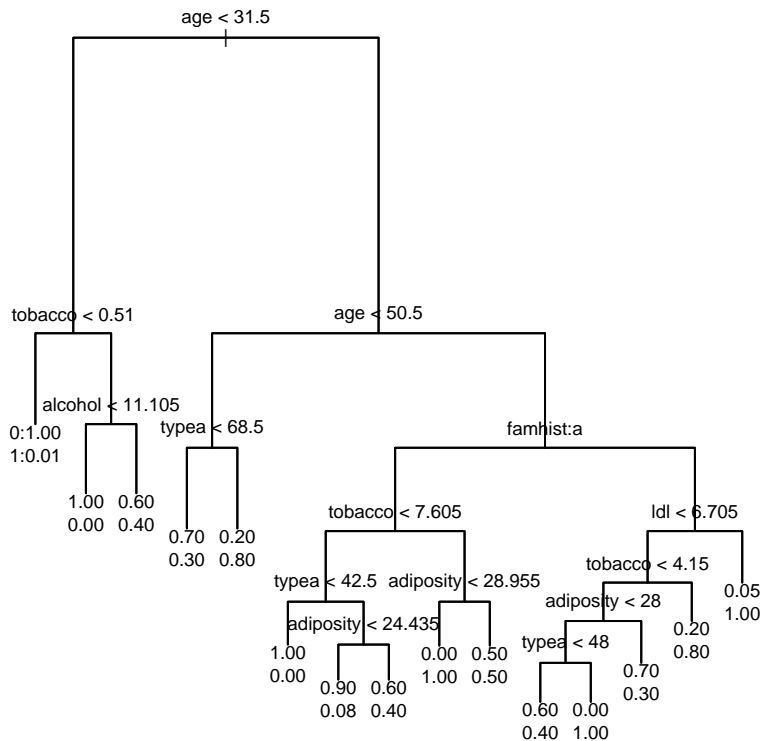 age < 31.5
tobacco < 0.51
age < 50.5
alcohol < 11.105
typea < 68.5
famhist:a
0:1.00
1:0.01
1.00
0.00
0.60
0.40
0.70
0.30
0.20
0.80
tobacco < 7.605
ldl < 6.705
typea < 42.5
adiposity < 28.955
tobacco < 4.15
adiposity < 24.435
adiposity < 28
typea < 48
1.00
0.00
0.90
0.08
0.60
0.40
0.00
1.00
0.50
0.50
0.60
0.40
0.00
1.00
0.70
0.30
0.20
0.80
0.05
1.00